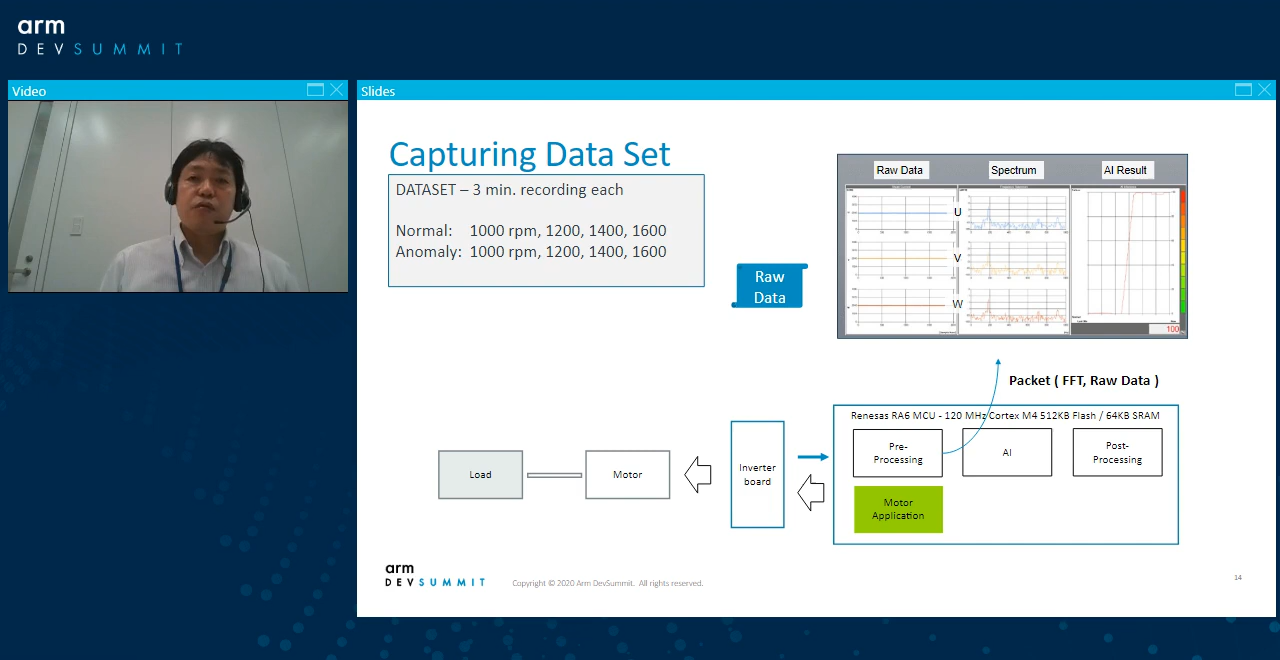 arm
DEVSUMMIT
Video
Slides
Capturing Data Set
DATASET – 3 min. recording each
Normal: 1000 rpm, 1200, 1400, 1600
Anomaly: 1000 rpm, 1200, 1400, 1600
Raw
Data
Raw Data
Spectrum
AI Result
U
V
W
100
Packet ( FFT, Raw Data )
Renesas RA6 MCU - 120 MHz Cortex M4 512KB Flash / 64KB SRAM
Pre-
Processing
AI
Post-
Processing
Motor
Application
Inverter
board
Motor
Load
arm
DEVSUMMIT
Copyright © 2020 Arm DevSummit. All rights reserved.
14